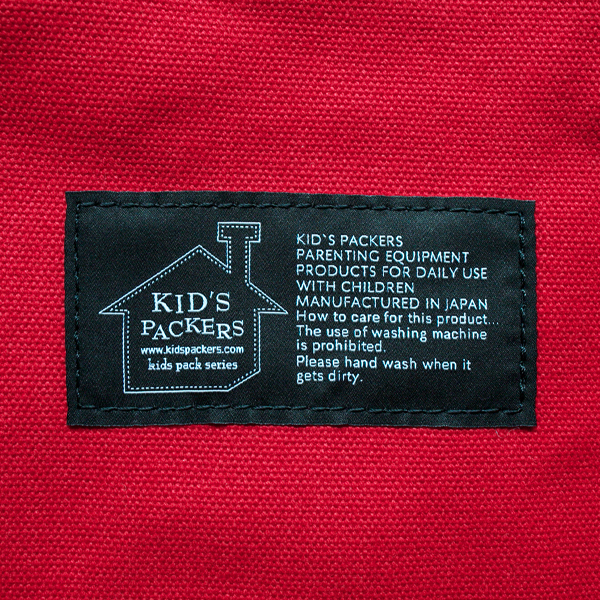 KID'S
PACKERS
www.kidspackers.com
kids pack series
KID`S PACKERS
PARENTING EQUIPMENT
PRODUCTS FOR DAILY USE
WITH CHILDREN
MANUFACTURED IN JAPAN
How to care for this product...
The use of washing machine
is prohibited.
Please hand wash when it
gets dirty.